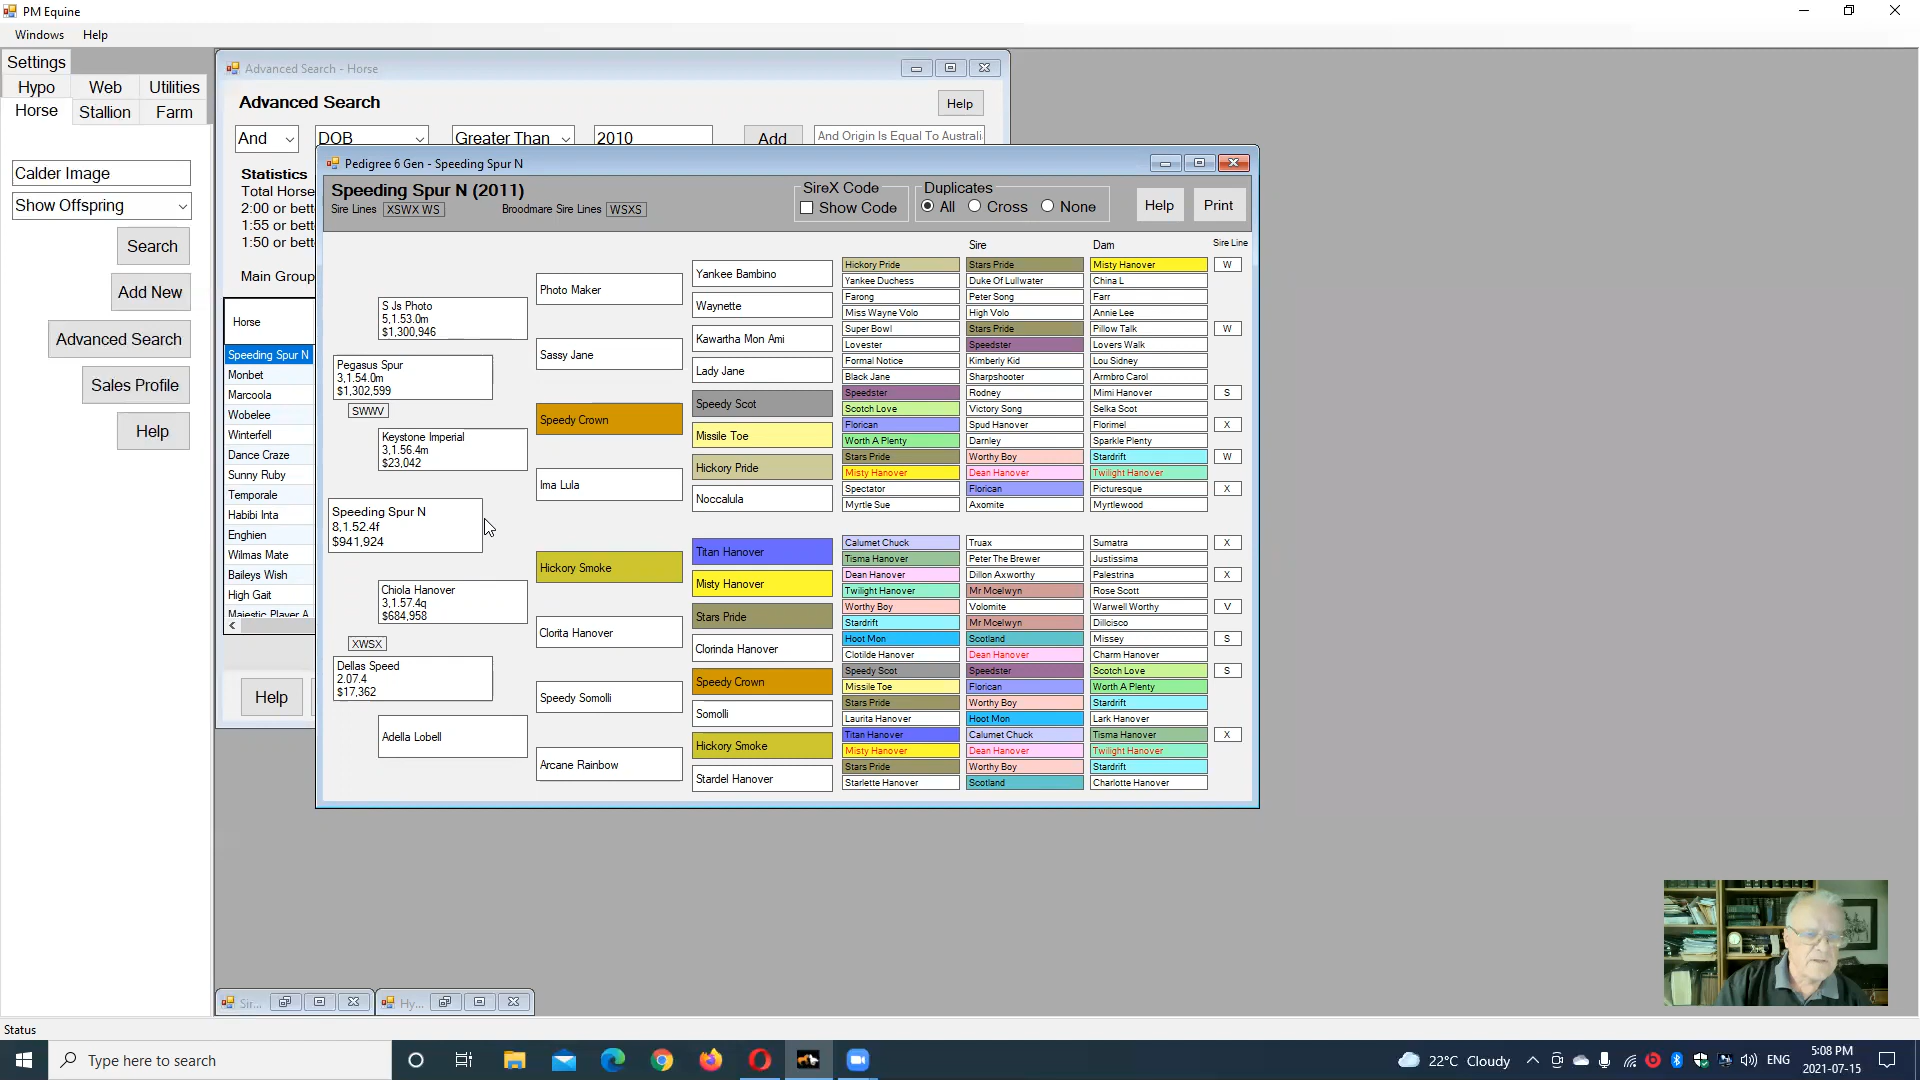 PM Equine
Windows Help
Settings
Hypo Web Utilities
Horse Stallion Farm
Calder Image
Show Offspring
Search
Add New
Advanced Search
Sales Profile
Help
Advanced Search - Horse
Advanced Search
Help
And DOB Greater Than 2010 Add And Origin Is Equal To Australi
Statistics
Total Horse
2:00 or bett
1:55 or bett
1:50 or bett
Main Group
Horse
Speeding Spur N
Monbet
Marcoola
Wobelee
Winterfell
Dance Craze
Sunny Ruby
Temporale
Habibi Inta
Enghien
Wilmas Mate
Baileys Wish
High Gait
Majestic Player A
Help
Pedigree 6 Gen - Speeding Spur N
Speeding Spur N (2011)
Sire Lines XSWX WS Broodmare Sire Lines WSXS
SireX Code
Show Code
Duplicates
All Cross None
Help Print
Sire Dam Sire Line
Speeding Spur N
8,1.52.4f
$941,924
Pegasus Spur
3,1.54.0m
$1,302,599
SWWV
XWSX
Dellas Speed
2.07.4
$17,362
S Js Photo
5,1.53.0m
$1,300,946
Keystone Imperial
3,1.56.4m
$23,042
Chiola Hanover
3,1.57.4q
$684,958
Adella Lobell
Photo Maker
Sassy Jane
Speedy Crown
Ima Lula
Hickory Smoke
Clorita Hanover
Speedy Somolli
Arcane Rainbow
Yankee Bambino
Waynette
Kawartha Mon Ami
Lady Jane
Speedy Scot
Missile Toe
Hickory Pride
Noccalula
Titan Hanover
Misty Hanover
Stars Pride
Clorinda Hanover
Speedy Crown
Somolli
Hickory Smoke
Stardel Hanover
Hickory Pride Stars Pride Misty Hanover W
Yankee Duchess Duke Of Lullwater China L
Farong Peter Song Farr
Miss Wayne Volo High Volo Annie Lee
Super Bowl Stars Pride Pillow Talk W
Lovester Speedster Lovers Walk
Formal Notice Kimberly Kid Lou Sidney
Black Jane Sharpshooter Armbro Carol
Speedster Rodney Mimi Hanover S
Scotch Love Victory Song Selka Scot
Florican Spud Hanover Florimel X
Worth A Plenty Darnley Sparkle Plenty
Stars Pride Worthy Boy Stardrift W
Misty Hanover Dean Hanover Twilight Hanover
Spectator Florican Picturesque X
Myrtle Sue Axomite Myrtlewood
Calumet Chuck Truax Sumatra X
Tisma Hanover Peter The Brewer Justissima
Dean Hanover Dillon Axworthy Palestrina X
Twilight Hanover Mr Mcelwyn Rose Scott
Worthy Boy Volomite Warwell Worthy V
Stardrift Mr Mcelwyn Dillcisco
Hoot Mon Scotland Missey S
Clotilde Hanover Dean Hanover Charm Hanover
Speedy Scot Speedster Scotch Love S
Missile Toe Florican Worth A Plenty
Stars Pride Worthy Boy Stardrift
Laurita Hanover Hoot Mon Lark Hanover
Titan Hanover Calumet Chuck Tisma Hanover X
Misty Hanover Dean Hanover Twilight Hanover
Stars Pride Worthy Boy Stardrift
Starlette Hanover Scotland Charlotte Hanover
Sir... Hy...
Status
Type here to search
22°C Cloudy
ENG
5:08 PM
2021-07-15